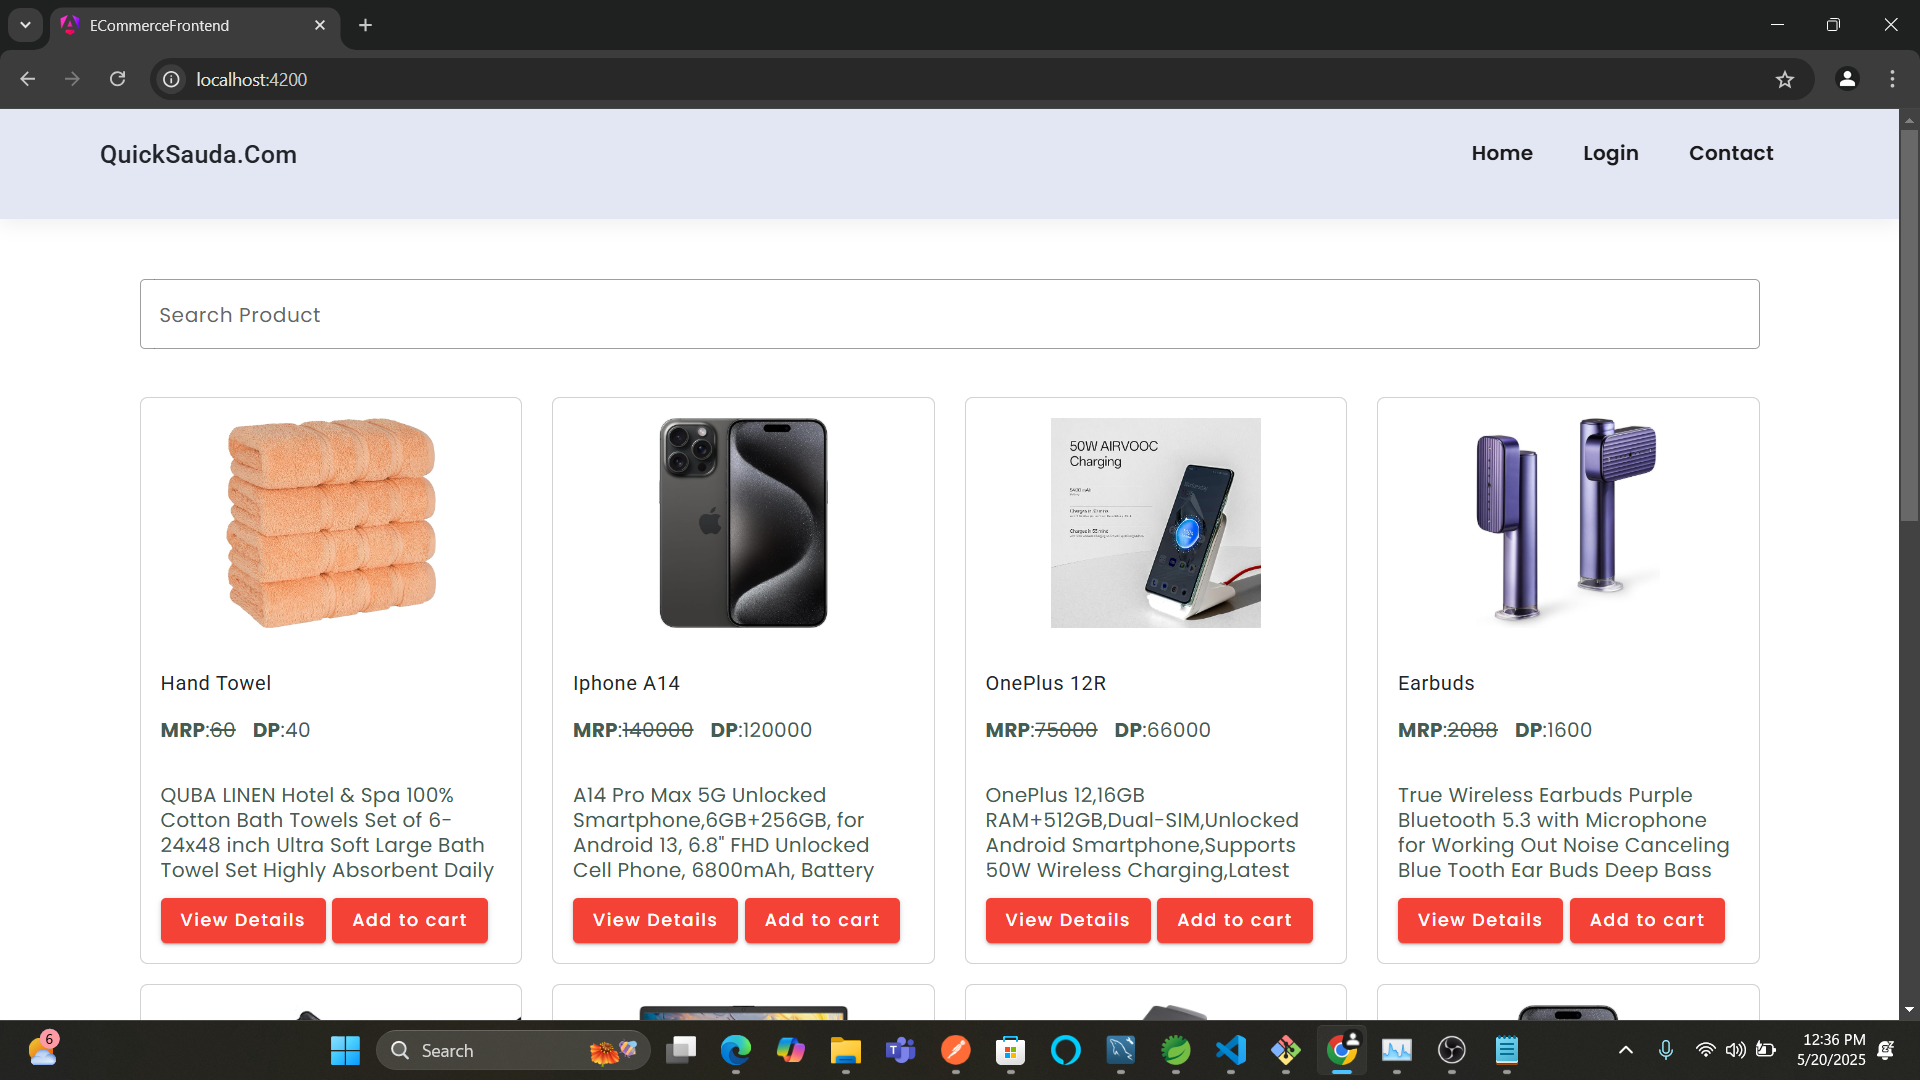 ECommerceFrontend
localhost:4200
QuickSauda.Com
Home Login Contact
Search Product
50W AIRVOOC
Charging
Hand Towel
MRP:60 DP:40
QUBA LINEN Hotel & Spa 100%
Cotton Bath Towels Set of 6-
24x48 inch Ultra Soft Large Bath
Towel Set Highly Absorbent Daily
View Details Add to cart
Iphone A14
MRP:140000 DP:120000
A14 Pro Max 5G Unlocked
Smartphone,6GB+256GB, for
Android 13, 6.8" FHD Unlocked
Cell Phone, 6800mAh, Battery
View Details Add to cart
OnePlus 12R
MRP:75000 DP:66000
OnePlus 12,16GB
RAM+512GB,Dual-SIM,Unlocked
Android Smartphone,Supports
50W Wireless Charging,Latest
View Details Add to cart
Earbuds
MRP:2088 DP:1600
True Wireless Earbuds Purple
Bluetooth 5.3 with Microphone
for Working Out Noise Canceling
Blue Tooth Ear Buds Deep Bass
View Details Add to cart
6
Search
12:36 PM
5/20/2025